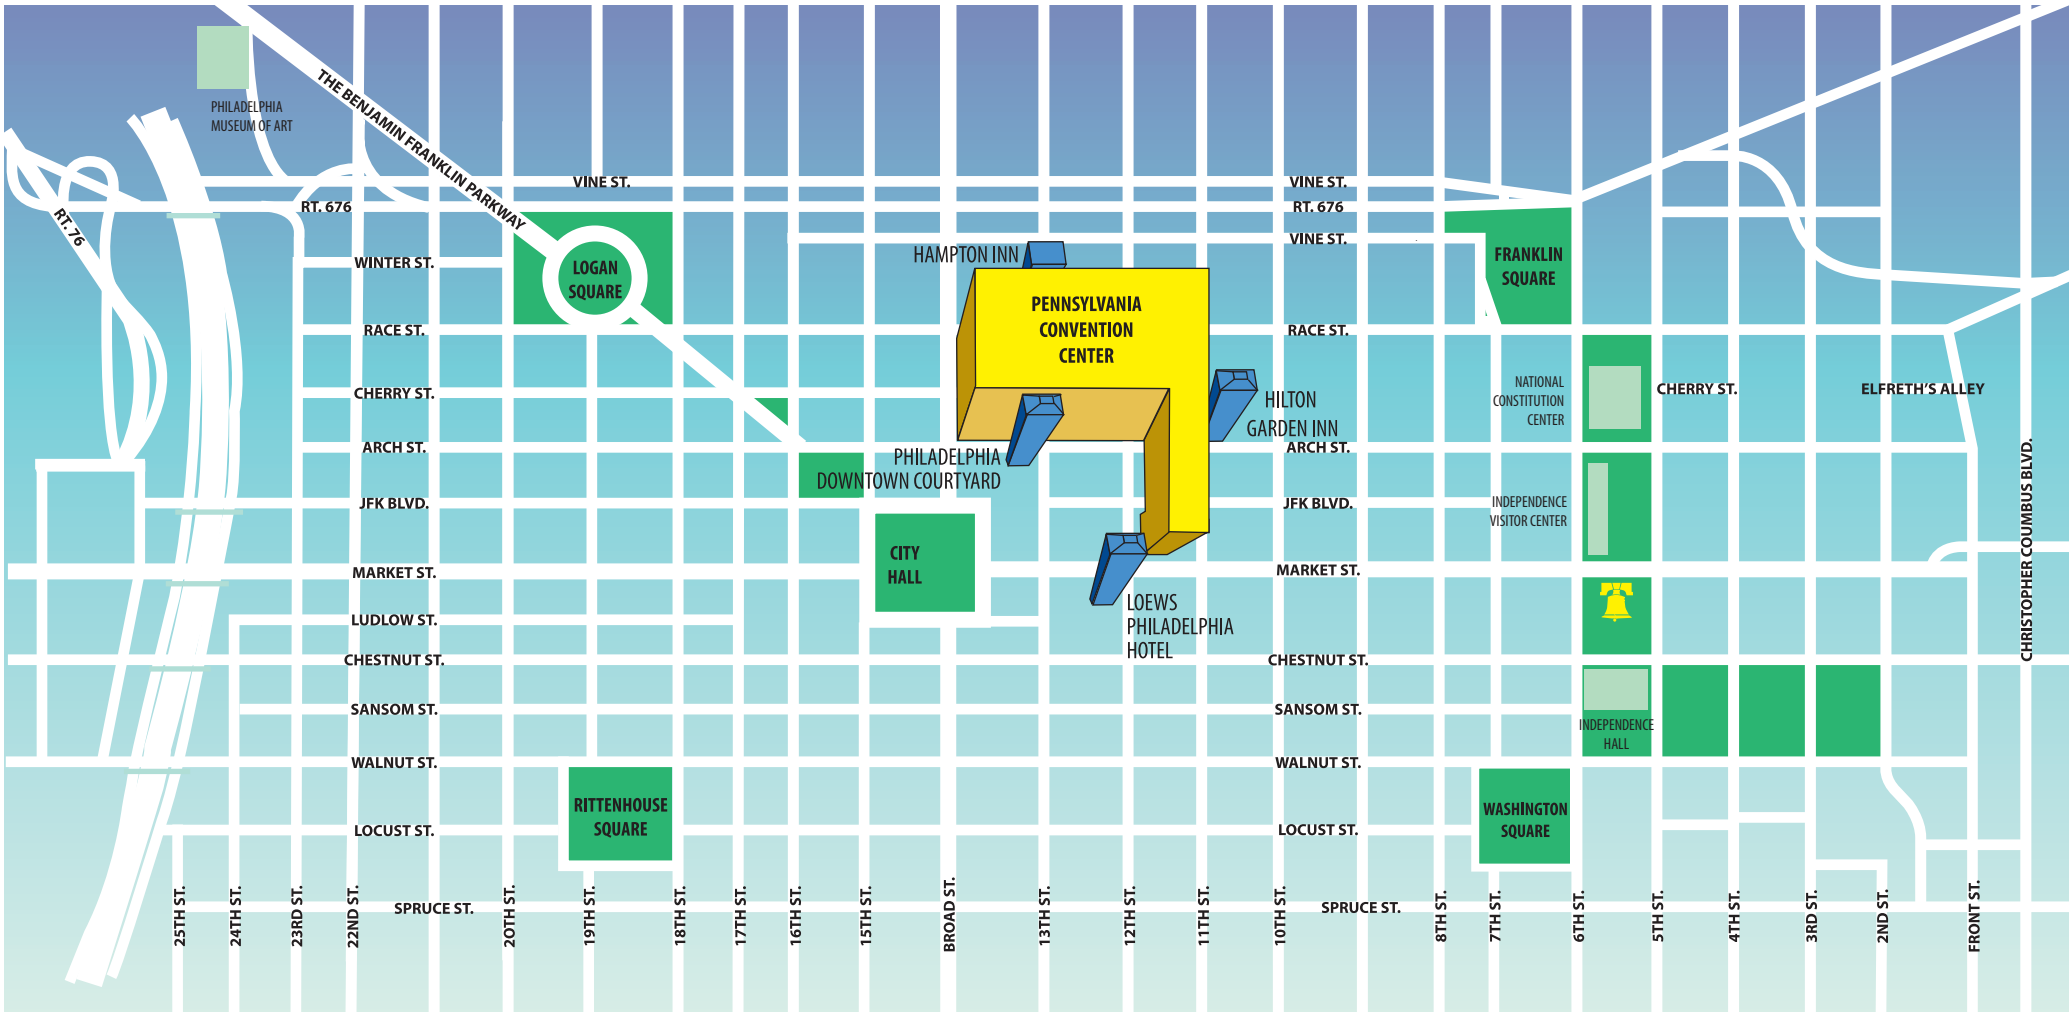 PHILADELPHIA
MUSEUM OF ART
THE BENJAMIN FRANKLIN PARKWAY
RT. 76
VINE ST.
VINE ST.
RT. 676
RT. 676
VINE ST.
WINTER ST.
LOGAN
SQUARE
HAMPTON INN
FRANKLIN
SQUARE
PENNSYLVANIA
CONVENTION
CENTER
RACE ST.
RACE ST.
CHERRY ST.
NATIONAL
CONSTITUTION
CENTER
CHERRY ST.
ELFRETH'S ALLEY
HILTON
GARDEN INN
ARCH ST.
ARCH ST.
PHILADELPHIA
DOWNTOWN COURTYARD
JFK BLVD.
JFK BLVD.
INDEPENDENCE
VISITOR CENTER
CHRISTOPHER COLUMBUS BLVD.
CITY
HALL
MARKET ST.
MARKET ST.
LOEWS
PHILADELPHIA
HOTEL
LUDLOW ST.
CHESTNUT ST.
CHESTNUT ST.
SANSOM ST.
SANSOM ST.
INDEPENDENCE
HALL
WALNUT ST.
WALNUT ST.
RITTENHOUSE
SQUARE
WASHINGTON
SQUARE
LOCUST ST.
LOCUST ST.
SPRUCE ST.
SPRUCE ST.
25TH ST.
24TH ST.
23RD ST.
22ND ST.
20TH ST.
19TH ST.
18TH ST.
17TH ST.
16TH ST.
15TH ST.
BROAD ST.
13TH ST.
12TH ST.
11TH ST.
10TH ST.
8TH ST.
7TH ST.
6TH ST.
5TH ST.
4TH ST.
3RD ST.
2ND ST.
FRONT ST.